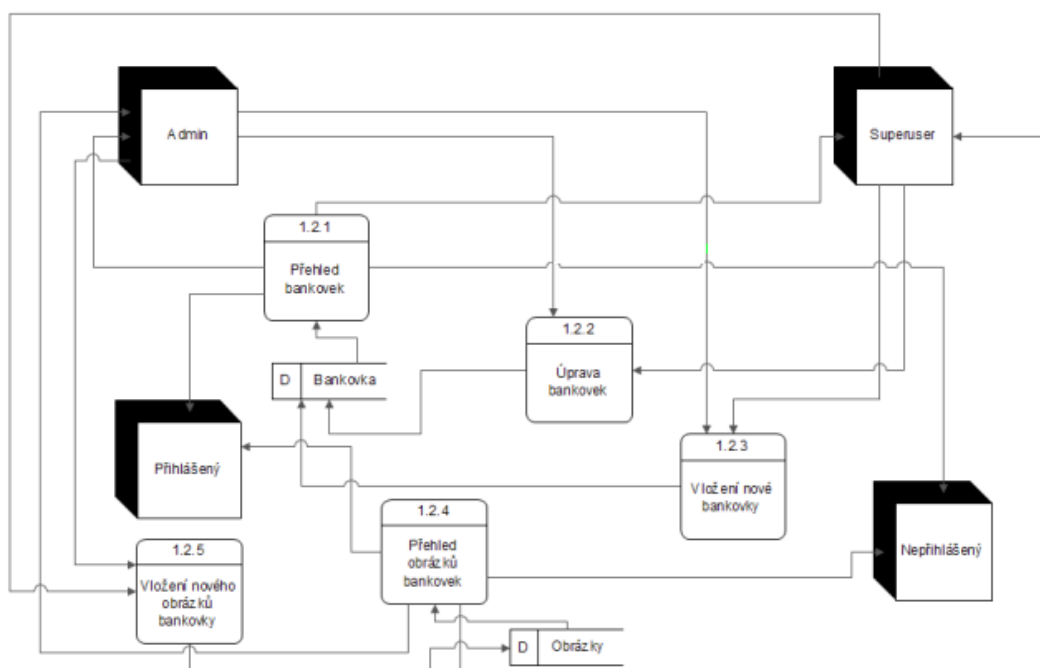 Admin
Superuser
1.2.1
Přehled
bankovek
1.2.2
Úprava
bankovek
D
Bankovka
Přihlášený
1.2.3
Vložení nové
bankovky
1.2.4
Přehled
obrázků
bankovek
Nepřihlášený
1.2.5
Vložení nového
obrázků
bankovky
D
Obrázky